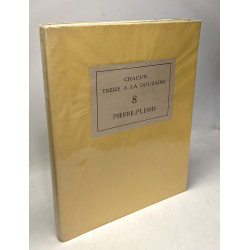 CHACUN
TREIZE A LA DOUZAINE
8
PIERRE-PLESSIS